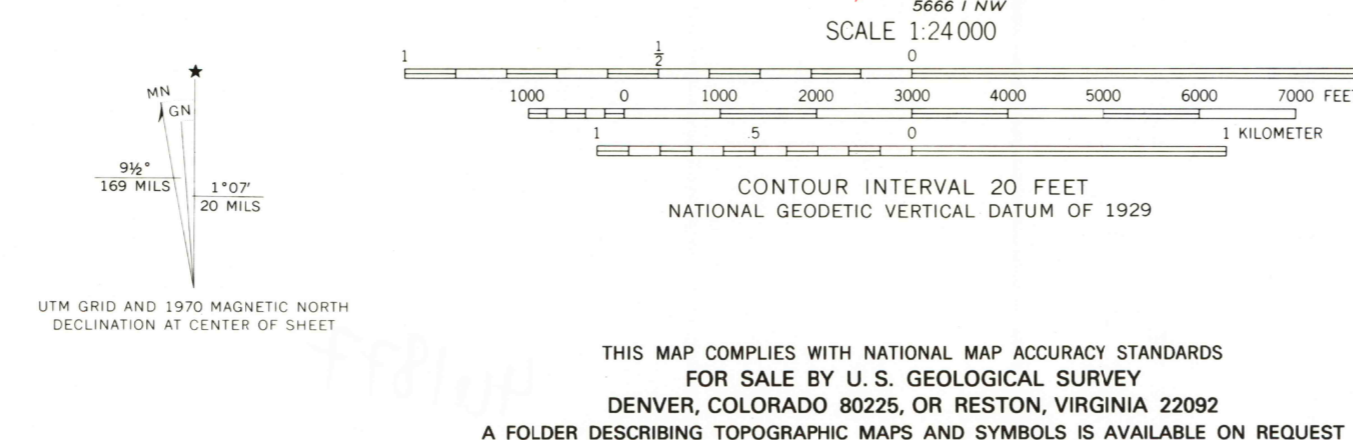 5666 I NW
SCALE 1:24 000
1 1/2 0
1000 0 1000 2000 3000 4000 5000 6000 7000 FEET
1 .5 0 1 KILOMETER
CONTOUR INTERVAL 20 FEET
NATIONAL GEODETIC VERTICAL DATUM OF 1929
★
MN
GN
9½°
169 MILS
1°07′
20 MILS
UTM GRID AND 1970 MAGNETIC NORTH
DECLINATION AT CENTER OF SHEET
THIS MAP COMPLIES WITH NATIONAL MAP ACCURACY STANDARDS
FOR SALE BY U. S. GEOLOGICAL SURVEY
DENVER, COLORADO 80225, OR RESTON, VIRGINIA 22092
A FOLDER DESCRIBING TOPOGRAPHIC MAPS AND SYMBOLS IS AVAILABLE ON REQUEST